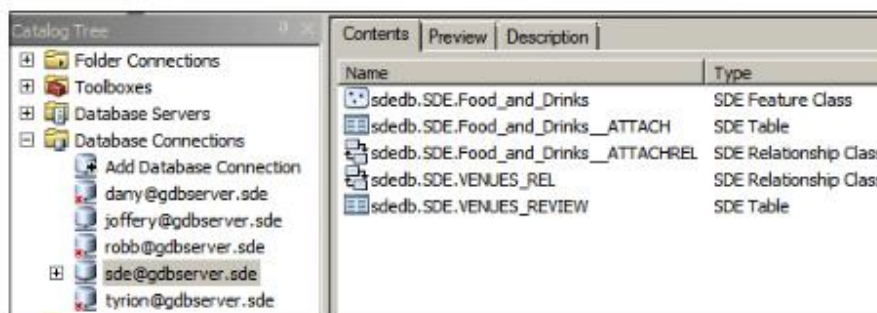 Catalog Tree
Folder Connections
Toolboxes
Database Servers
Database Connections
Add Database Connection
dany@gdbserver.sde
joffery@gdbserver.sde
robb@gdbserver.sde
sde@gdbserver.sde
tyrion@gdbserver.sde
Contents Preview Description
Name Type
sdedb.SDE.Food_and_Drinks SDE Feature Class
sdedb.SDE.Food_and_Drinks__ATTACH SDE Table
sdedb.SDE.Food_and_Drinks__ATTACHREL SDE Relationship Clas
sdedb.SDE.VENUES_REL SDE Relationship Clas
sdedb.SDE.VENUES_REVIEW SDE Table